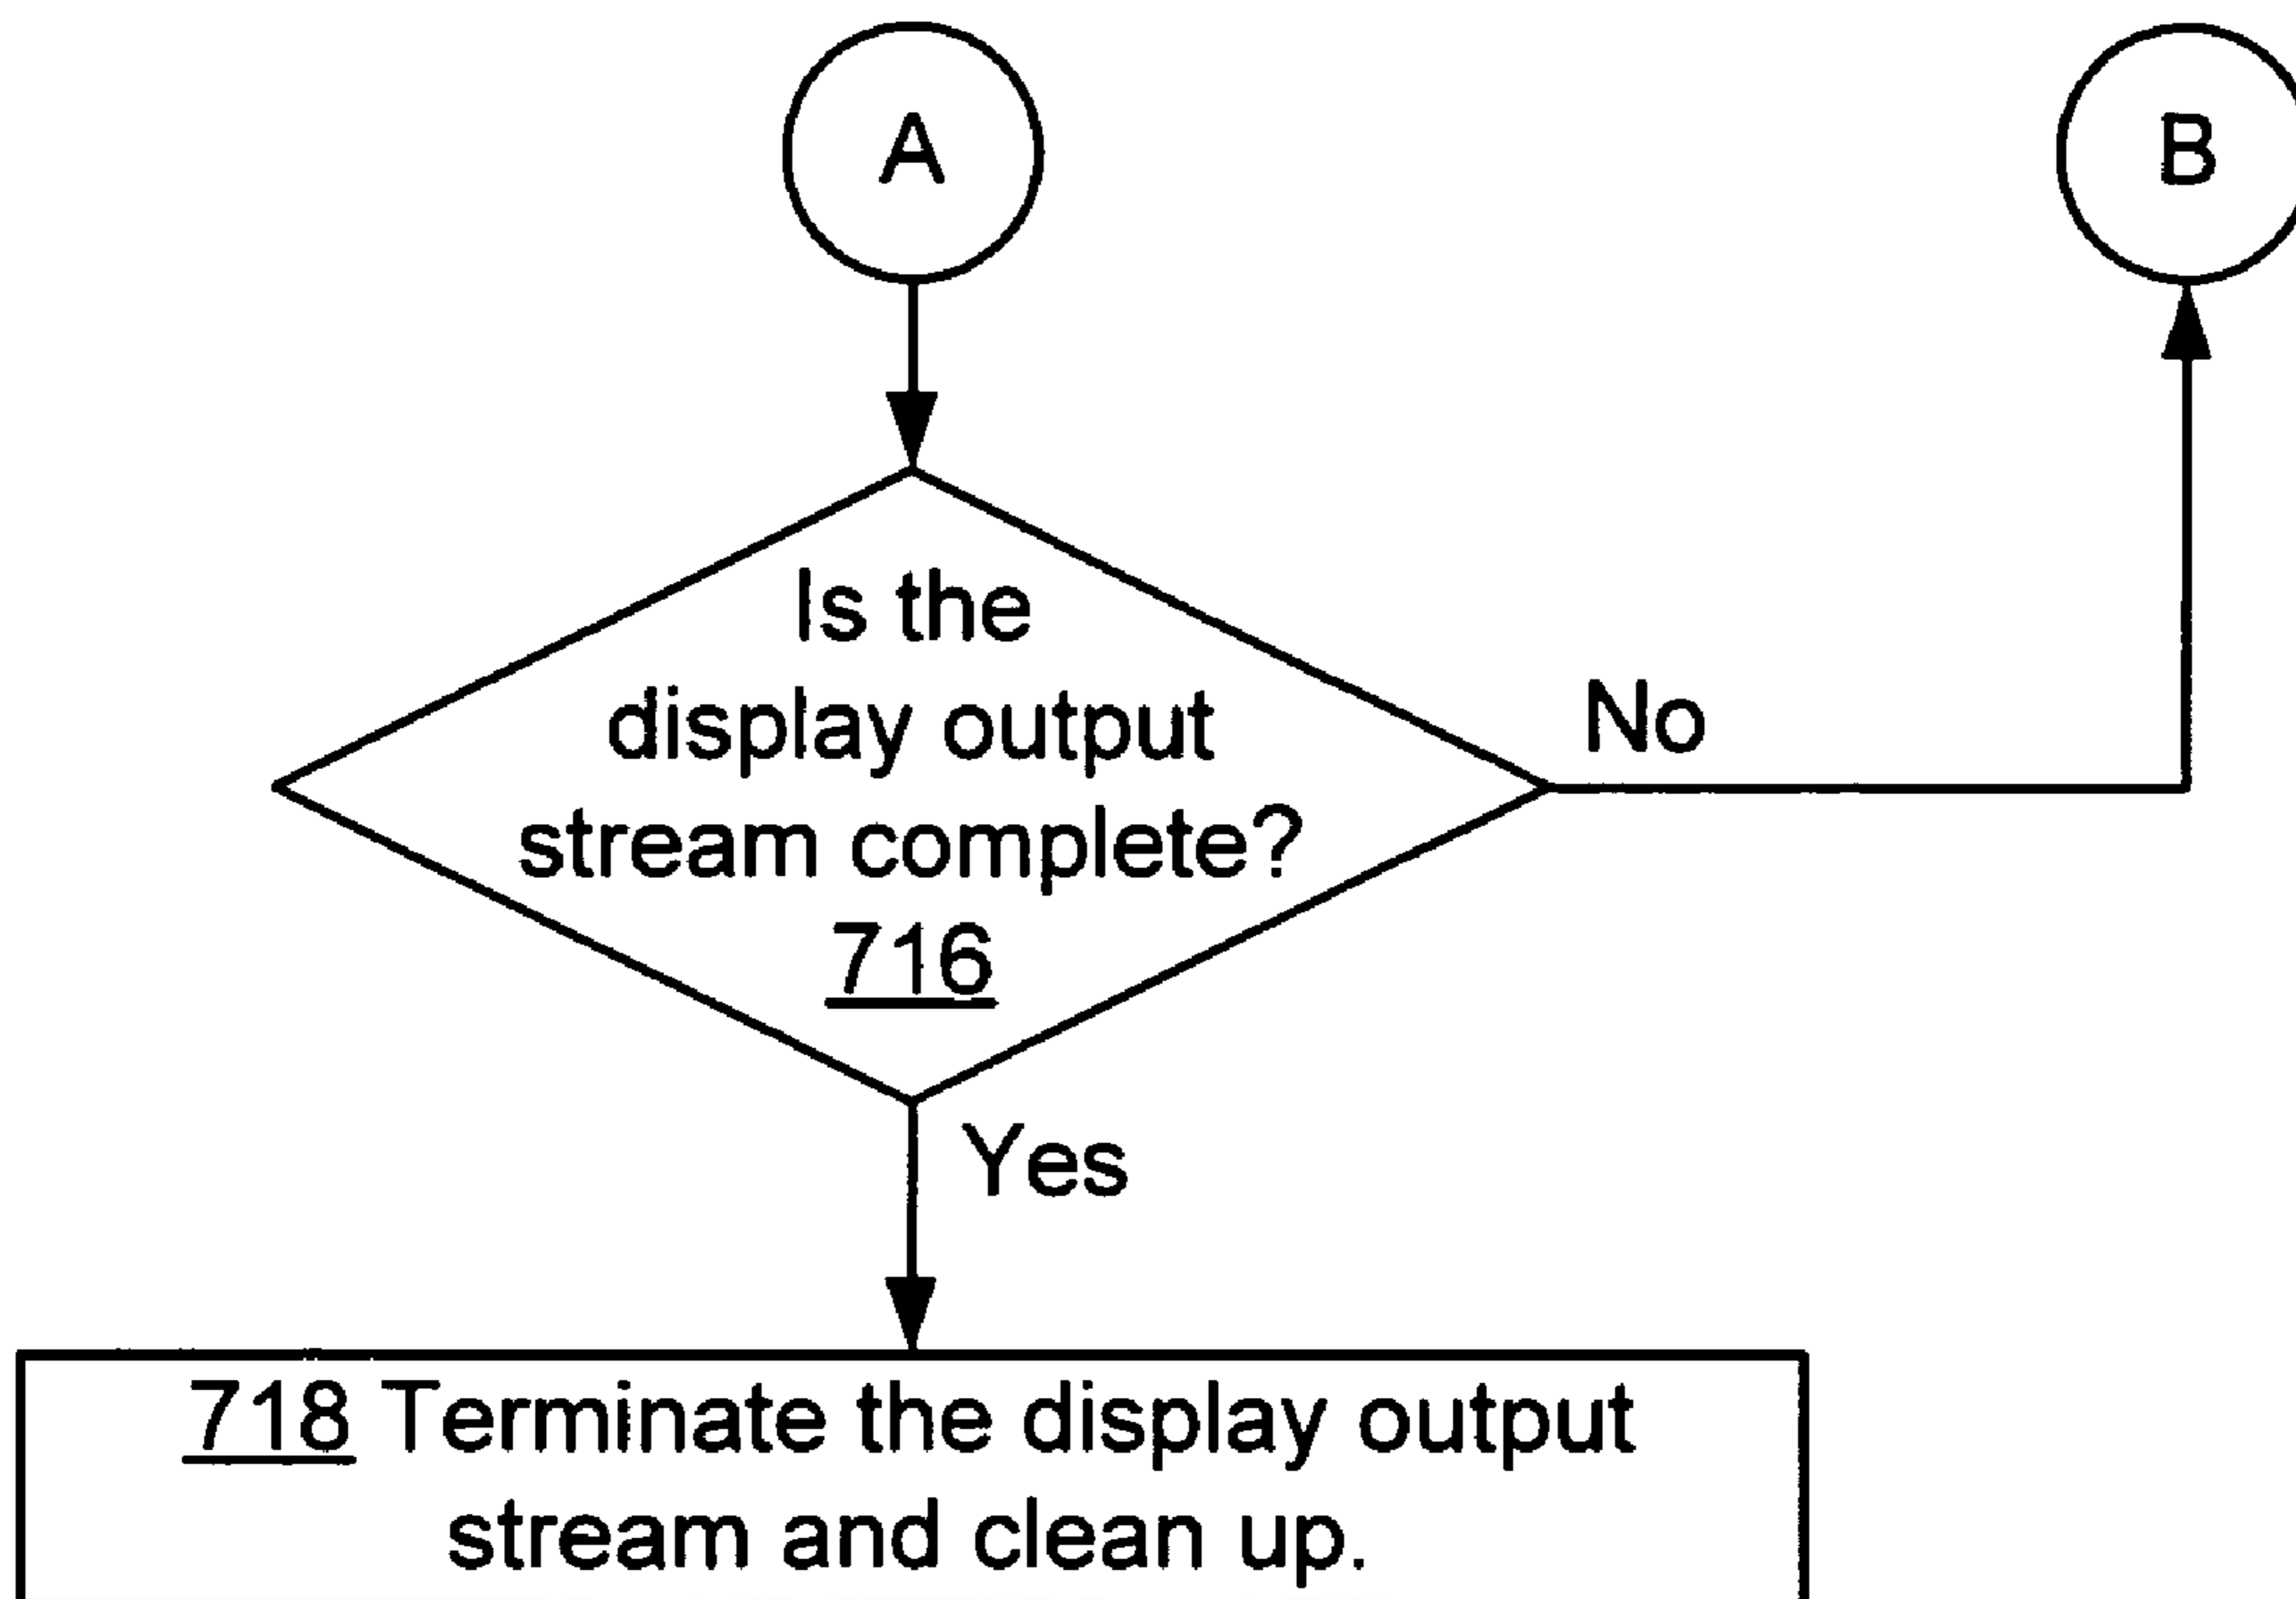 A
B
Is the
display output
stream complete?
716
No
Yes
718 Terminate the display output
stream and clean up.